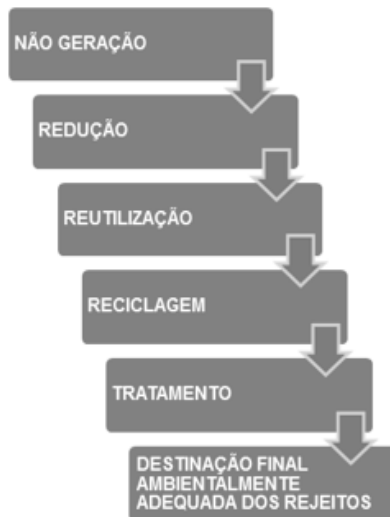 NÃO GERAÇÃO
REDUÇÃO
REUTILIZAÇÃO
RECICLAGEM
TRATAMENTO
DESTINAÇÃO FINAL
AMBIENTALMENTE
ADEQUADA DOS REJEITOS